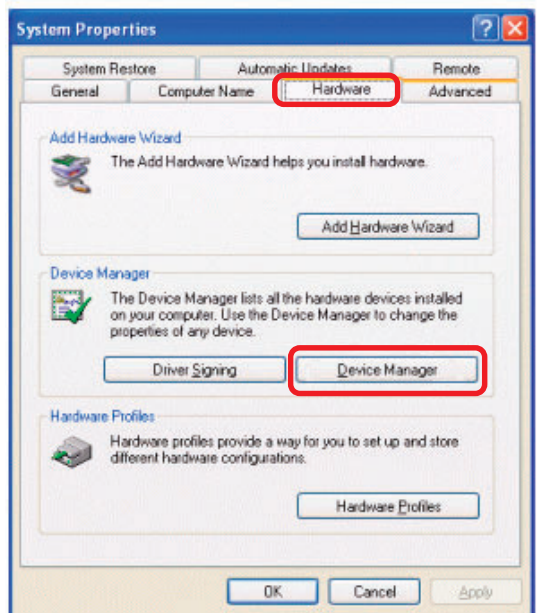 System Properties
System Restore Automatic Updates Remote
General Computer Name Hardware Advanced
Add Hardware Wizard
The Add Hardware Wizard helps you install hardware.
Add Hardware Wizard
Device Manager
The Device Manager lists all the hardware devices installed
on your computer. Use the Device Manager to change the
properties of any device.
Driver Signing Device Manager
Hardware Profiles
Hardware profiles provide a way for you to set up and store
different hardware configurations.
Hardware Profiles
OK Cancel Apply